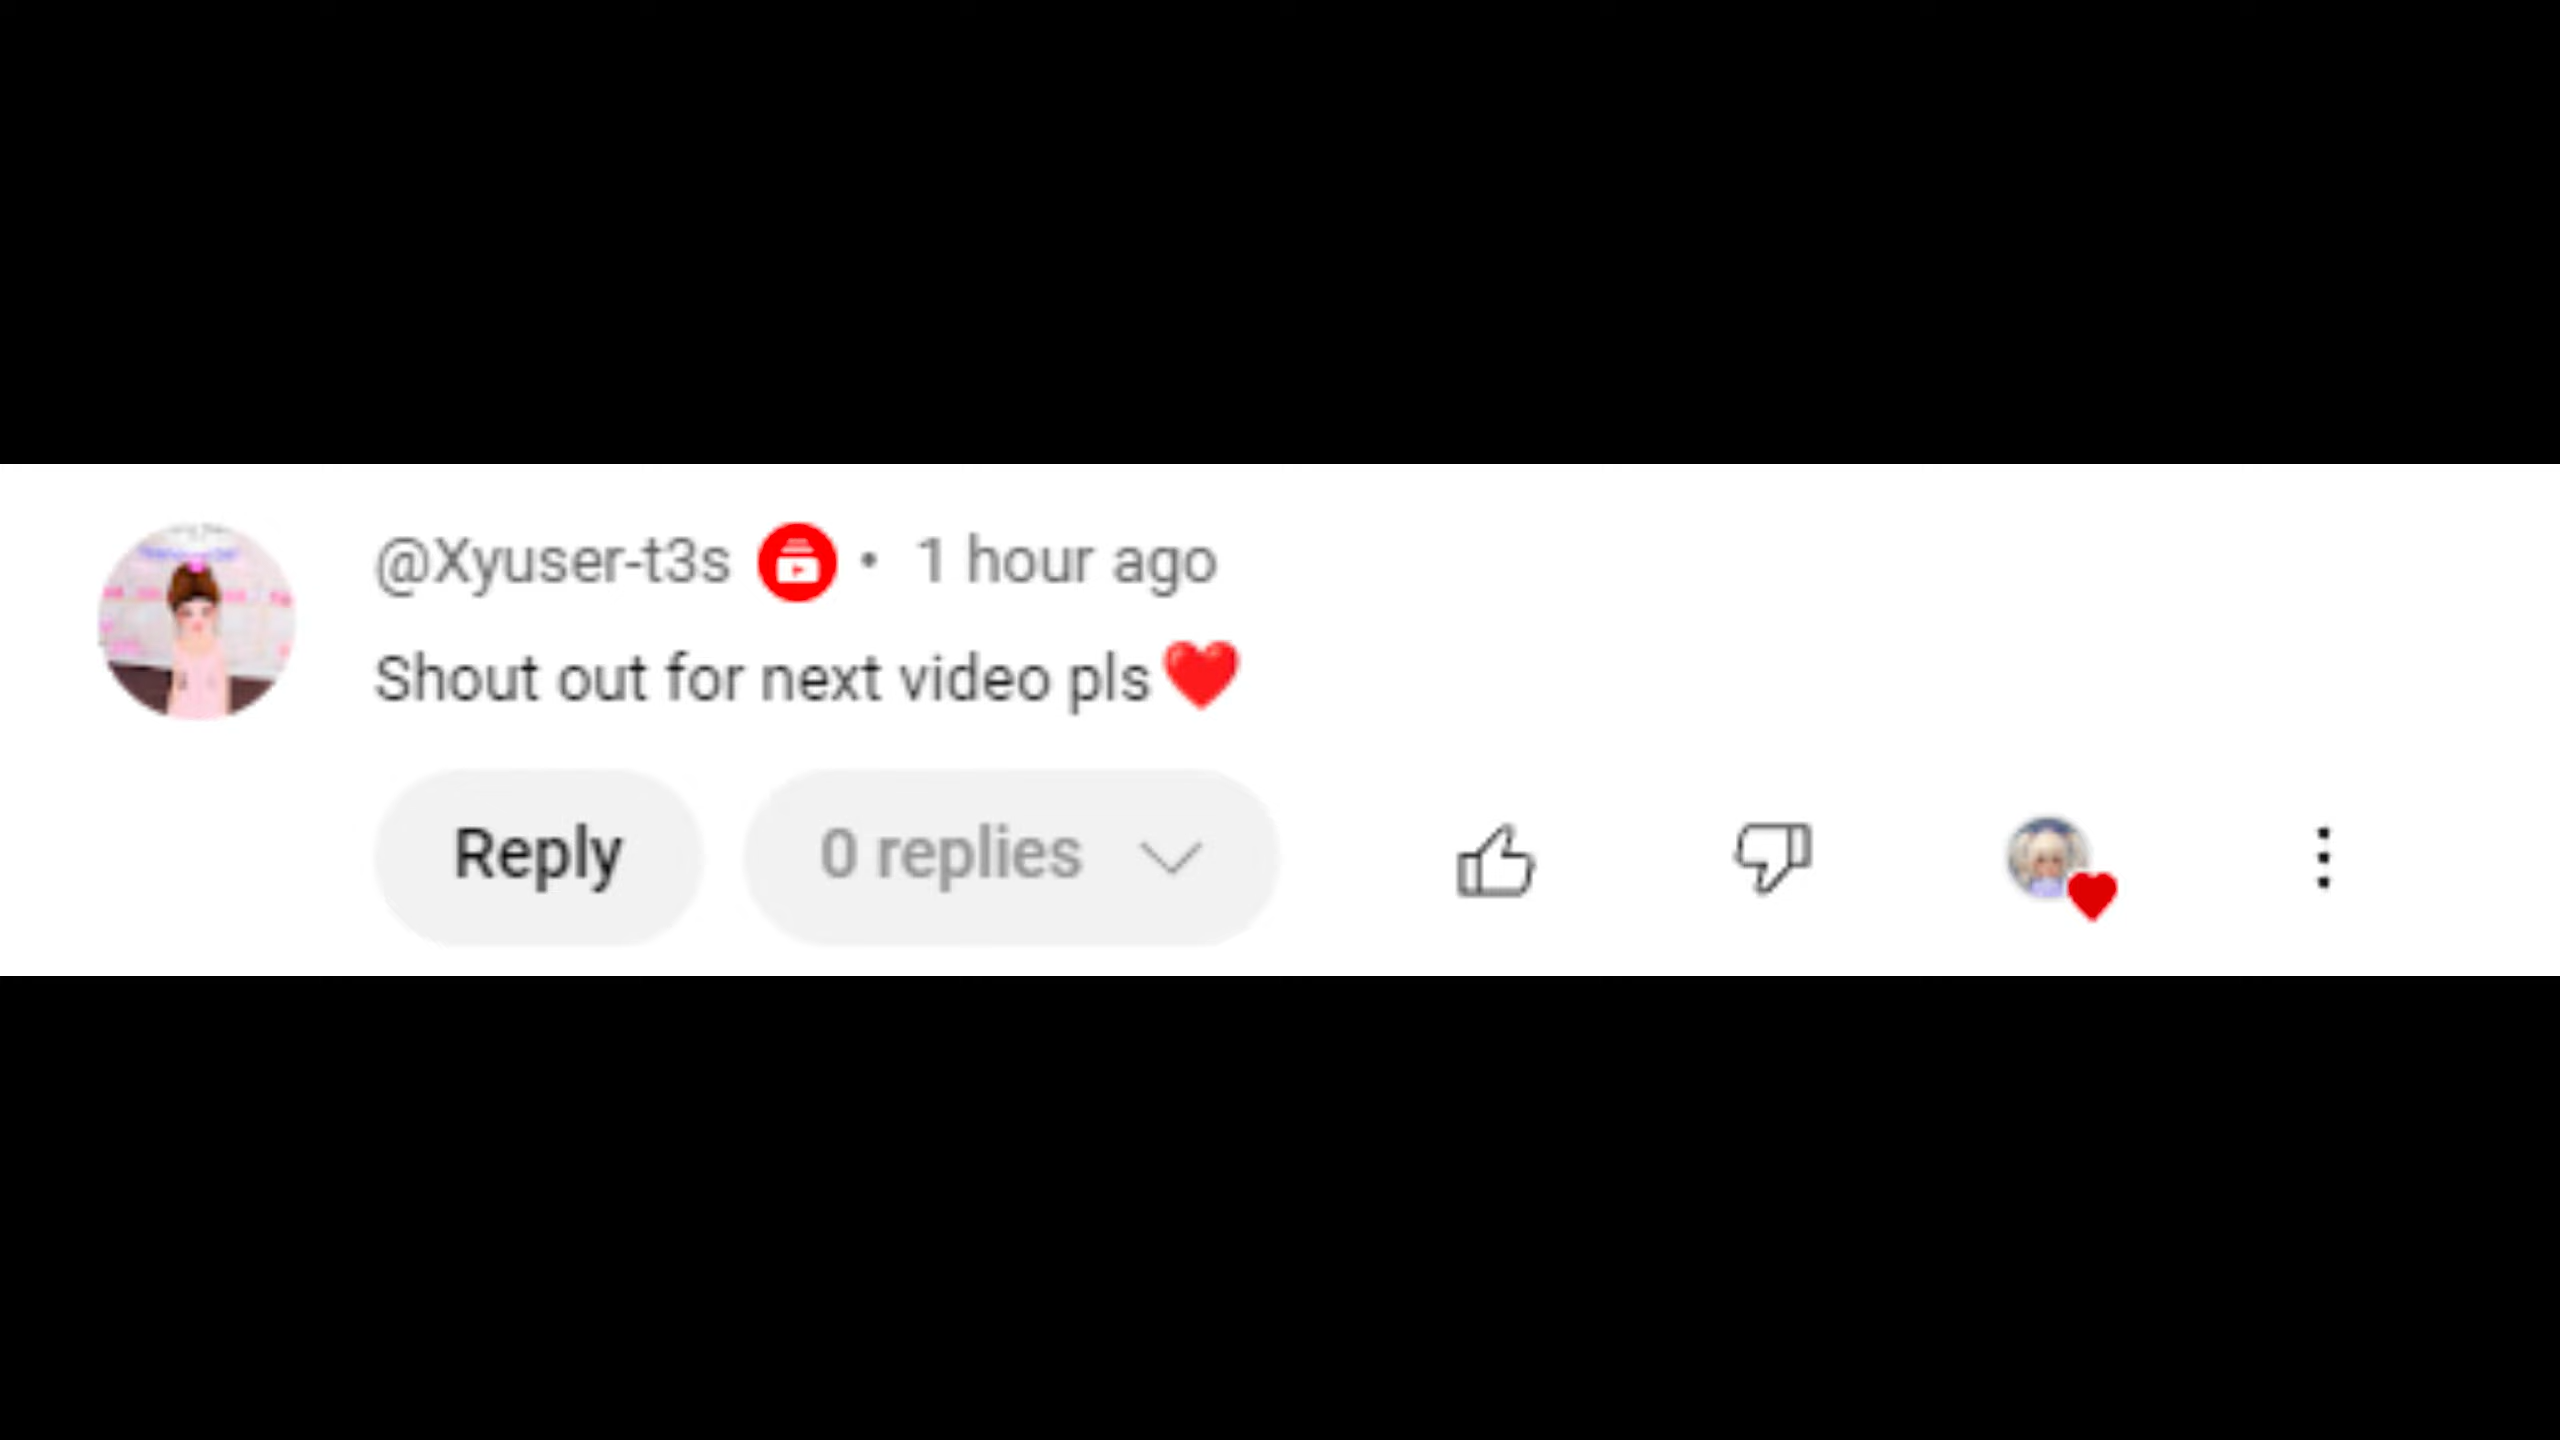 @Xyuser-t3s • 1 hour ago
Shout out for next video pls❤️
Reply
0 replies